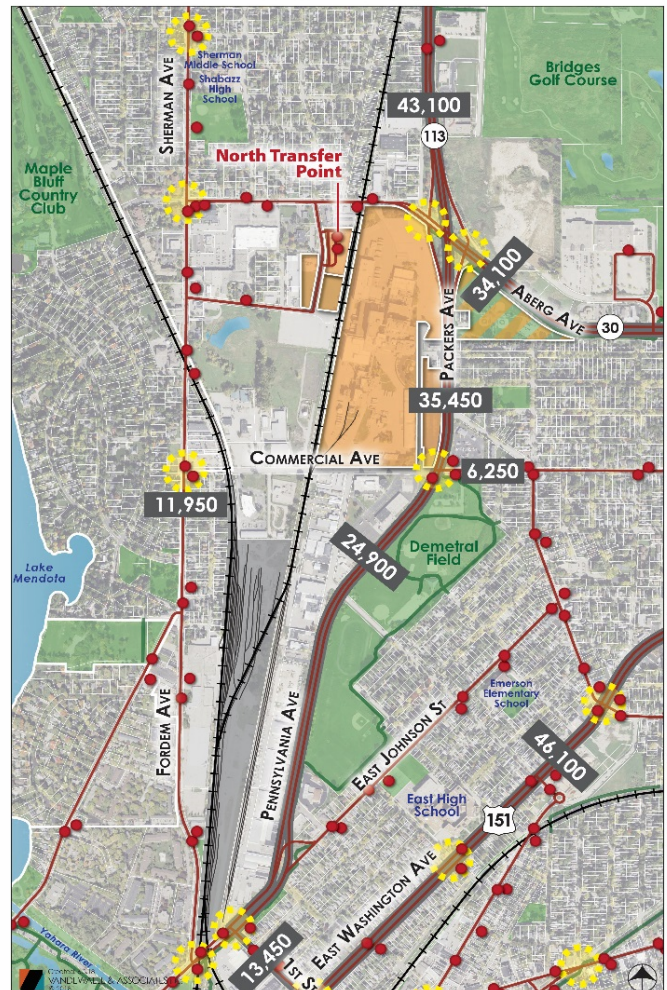 SHERMAN AVE
Sherman
Middle School
Shabazz
High
School
Bridges
Golf Course
43,100
113
North Transfer
Point
Maple
Bluff
Country
Club
34,100
ABERG AVE
30
PACKERS AVE
35,450
COMMERCIAL AVE
6,250
11,950
24,900
Demetral
Field
Lake
Mendota
Emerson
Elementary
School
FORDEM AVE
PENNSYLVANIA AVE
EAST JOHNSON ST
46,100
East High
School
151
EAST WASHINGTON AVE
13,450
1ST ST
Yahara River
VANDEWALLE & ASSOCIATES